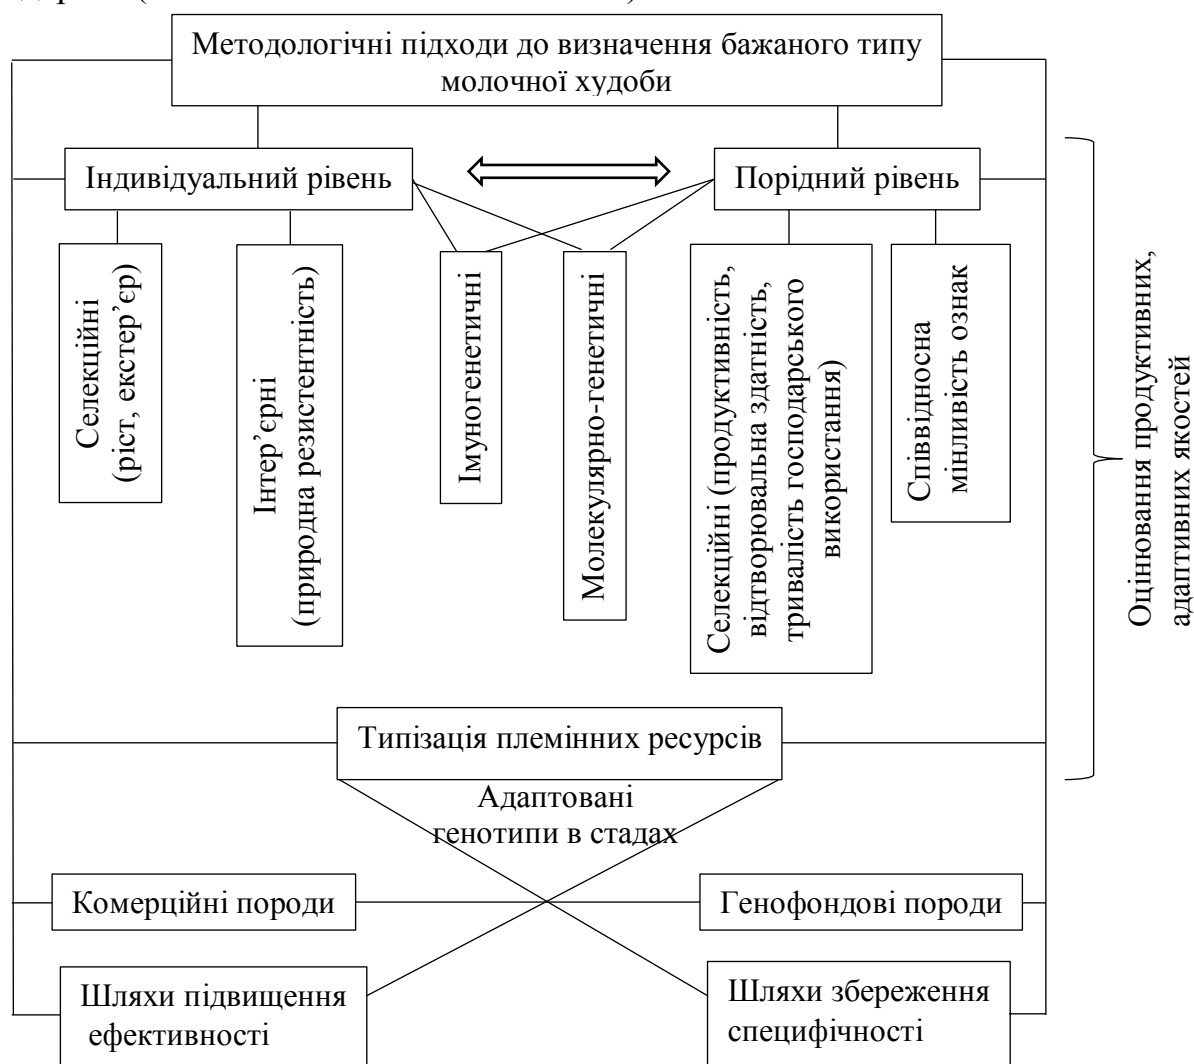 Методологічні підходи до визначення бажаного типу
молочної худоби
Індивідуальний рівень
Порідний рівень
Селекційні
(ріст, екстер’єр)
Інтер’єрні
(природна резистентність)
Імуногенетичні
Молекулярно-генетичні
Селекційні (продуктивність,
відтворювальна здатність,
тривалість господарського
використання)
Співвідносна
мінливість ознак
Оцінювання продуктивних,
адаптивних якостей
Типізація племінних ресурсів
Адаптовані
генотипи в стадах
Комерційні породи
Генофондові породи
Шляхи підвищення
ефективності
Шляхи збереження
специфічності